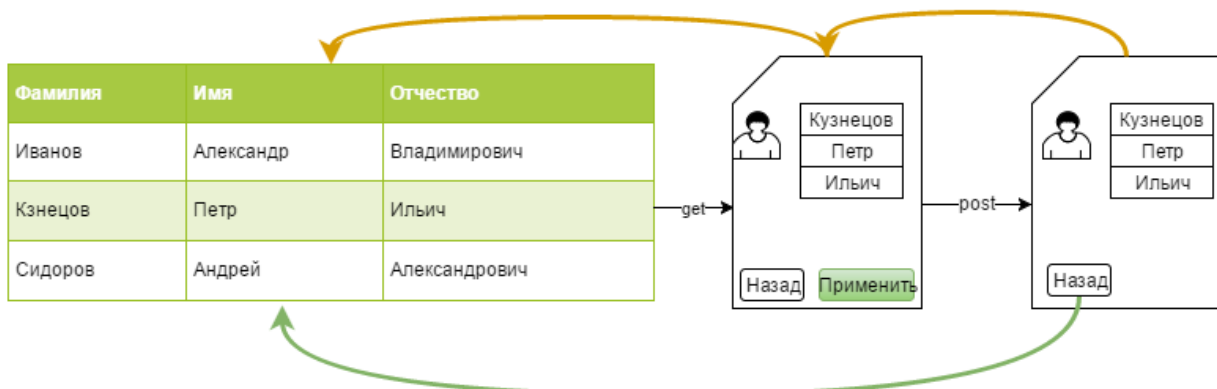 Фамилия Имя Отчество
Иванов Александр Владимирович
Кзнецов Петр Ильич
Сидоров Андрей Александрович
get
Кузнецов
Петр
Ильич
Назад Применить
post
Кузнецов
Петр
Ильич
Назад